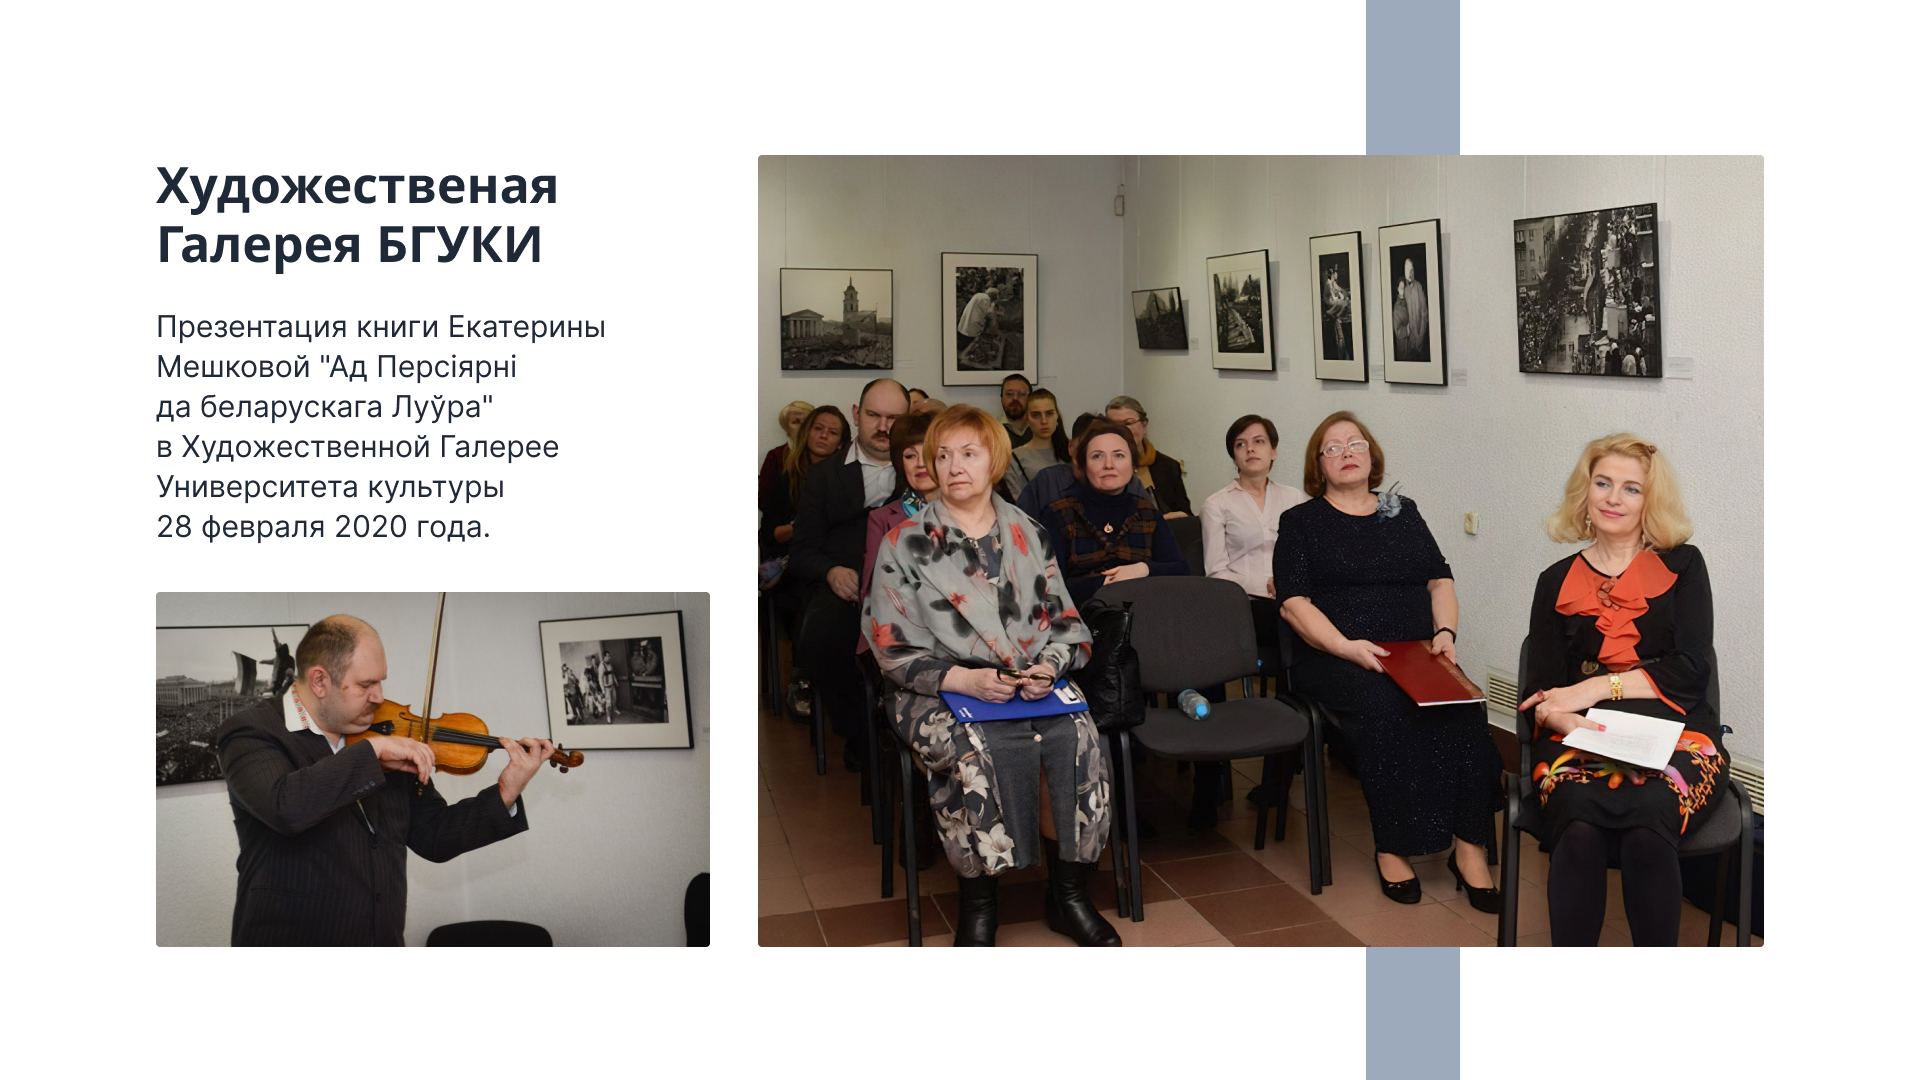 Художественая
Галерея БГУКИ
Презентация книги Екатерины
Мешковой "Ад Персіярні
да беларускага Луўра"
в Художественной Галерее
Университета культуры
28 февраля 2020 года.